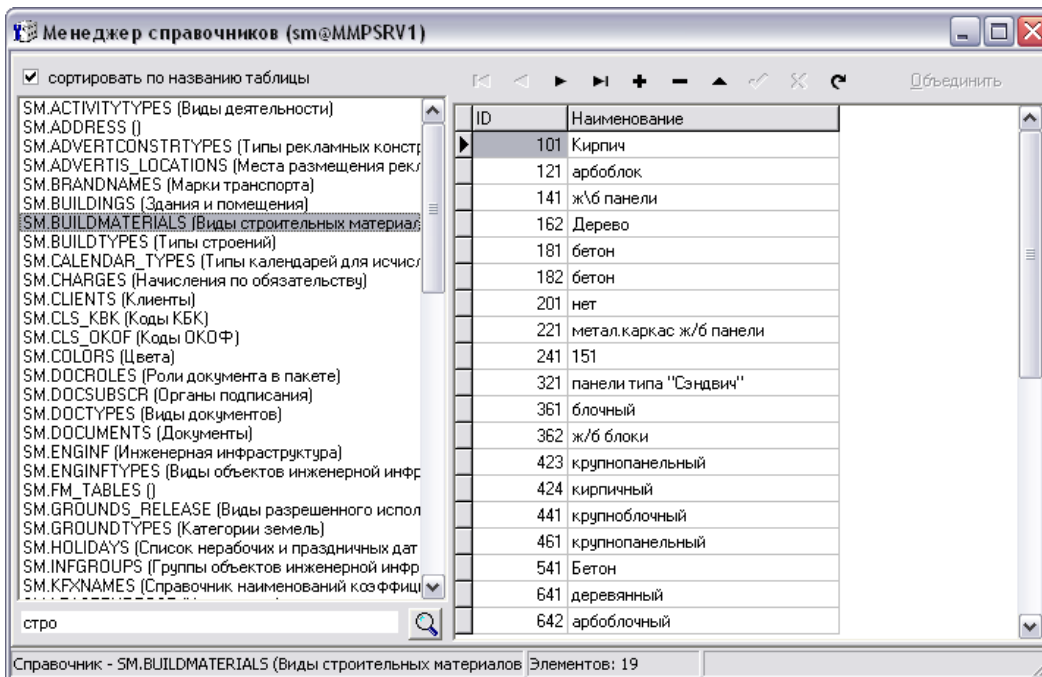 Менеджер справочников (sm@MMPSRV1)
сортировать по названию таблицы
Объединить
SM.ACTIVITYTYPES (Виды деятельности)
SM.ADDRESS ()
SM.ADVERTCONSTRTYPES (Типы рекламных констр
SM.ADVERTIS_LOCATIONS (Места размещения рекл
SM.BRANDNAMES (Марки транспорта)
SM.BUILDINGS (Здания и помещения)
SM.BUILDMATERIALS (Виды строительных материал
SM.BUILDTYPES (Типы строений)
SM.CALENDAR_TYPES (Типы календарей для исчисл
SM.CHARGES (Начисления по обязательству)
SM.CLIENTS (Клиенты)
SM.CLS_KBK (Коды КБК)
SM.CLS_OKOF (Коды ОКОФ)
SM.COLORS (Цвета)
SM.DOCROLES (Роли документа в пакете)
SM.DOCSUBSCR (Органы подписания)
SM.DOCTYPES (Виды документов)
SM.DOCUMENTS (Документы)
SM.ENGINF (Инженерная инфраструктура)
SM.ENGINFTYPES (Виды объектов инженерной инфр
SM.FM_TABLES ()
SM.GROUNDS_RELEASE (Виды разрешенного испол
SM.GROUNDTYPES (Категории земель)
SM.HOLIDAYS (Список нерабочих и праздничных дат
SM.INFGROUPS (Группы объектов инженерной инфр
SM.KFXNAMES (Справочник наименований коэффици
стро
ID Наименование
101 Кирпич
121 арбоблок
141 ж\б панели
162 Дерево
181 бетон
182 бетон
201 нет
221 метал.каркас ж/б панели
241 151
321 панели типа "Сэндвич"
361 блочный
362 ж/б блоки
423 крупнопанельный
424 кирпичный
441 крупноблочный
461 крупнопанельный
541 Бетон
641 деревянный
642 арбоблочный
Справочник - SM.BUILDMATERIALS (Виды строительных материалов Элементов: 19